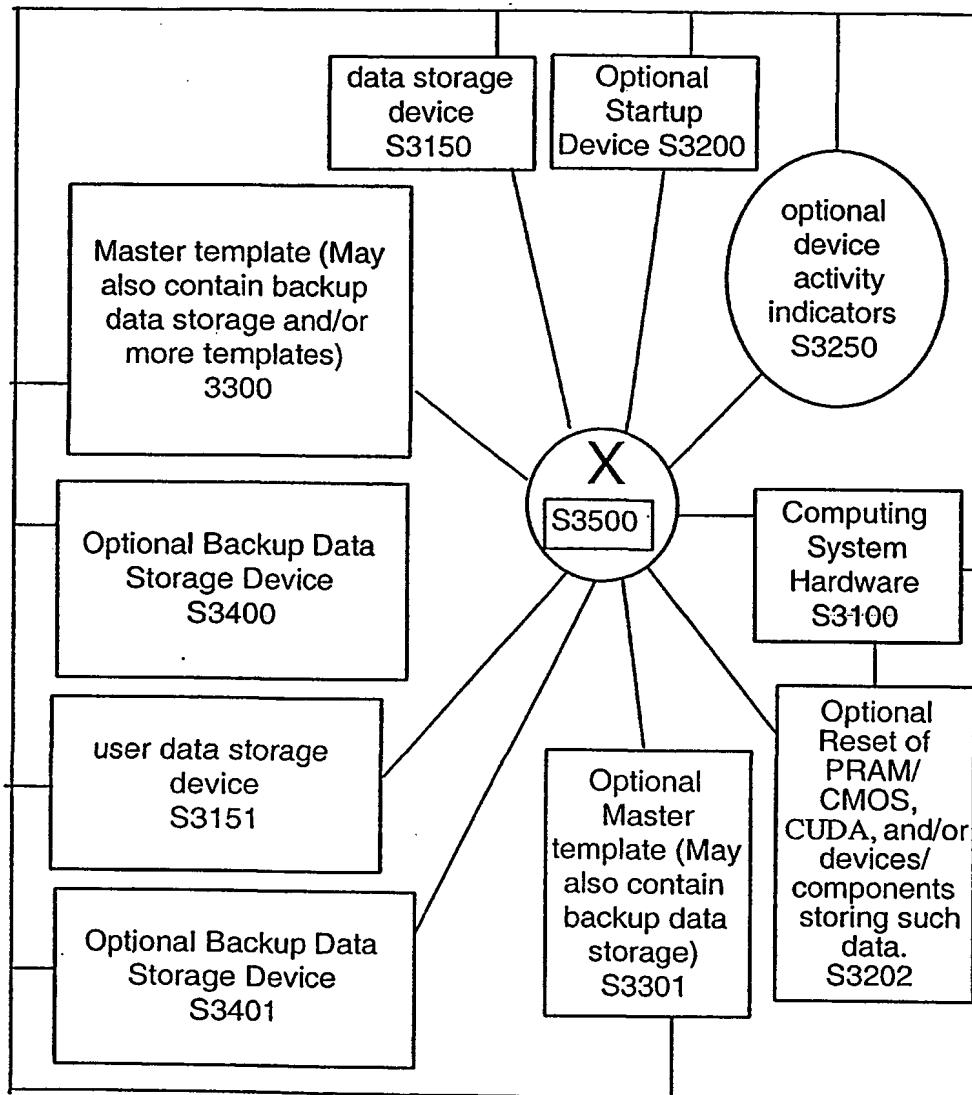 data storage
device
S3150
Optional
Startup
Device S3200
optional
device
activity
indicators
S3250
Master template (May
also contain backup
data storage and/or
more templates)
3300
X
S3500
Computing
System
Hardware
S3100
Optional Backup Data
Storage Device
S3400
user data storage
device
S3151
Optional
Master
template (May
also contain
backup data
storage)
S3301
Optional
Reset of
PRAM/
CMOS,
CUDA, and/or
devices/
components
storing such
data.
S3202
Optional Backup Data
Storage Device
S3401